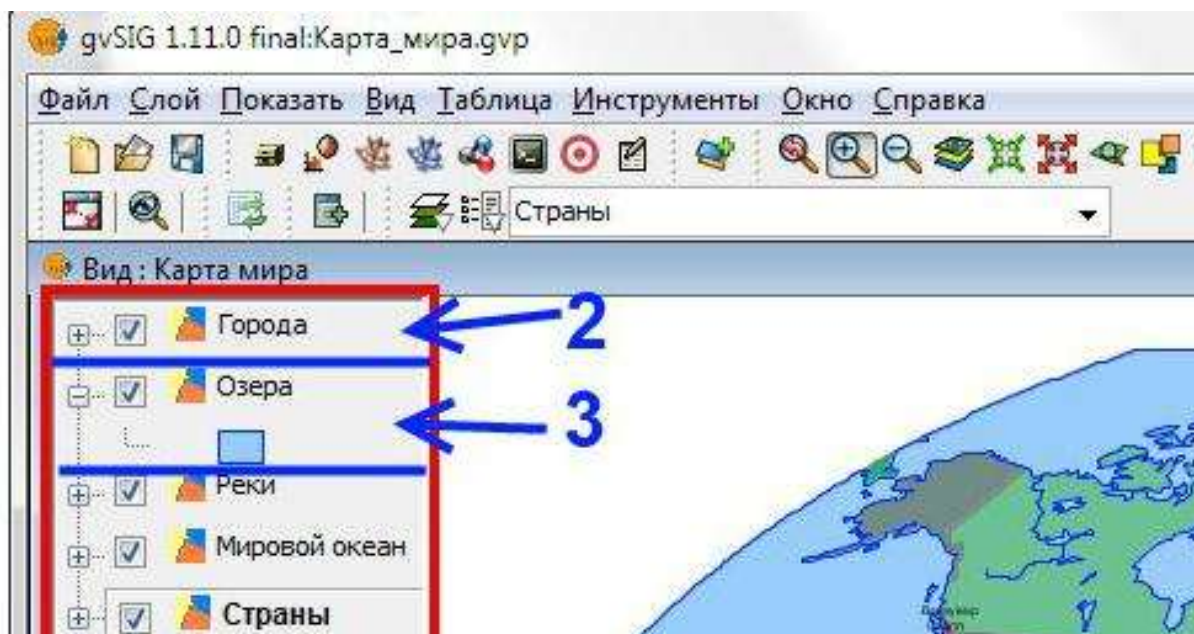 gvSIG 1.11.0 final:Карта_мира.gvp
Файл Слой Показать Вид Таблица Инструменты Окно Справка
Страны
Вид : Карта мира
Города
2
Озера
3
Реки
Мировой океан
Страны